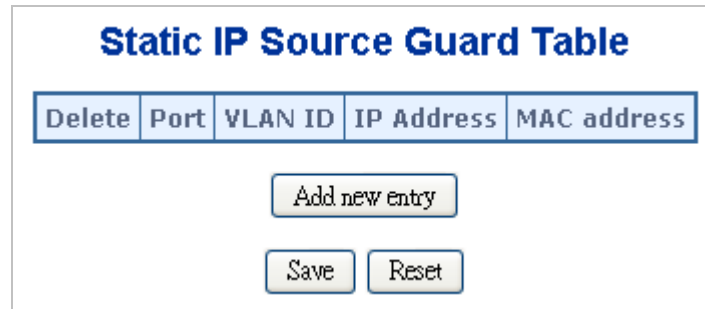 Static IP Source Guard Table
Delete Port VLAN ID IP Address MAC address
Add new entry
Save Reset